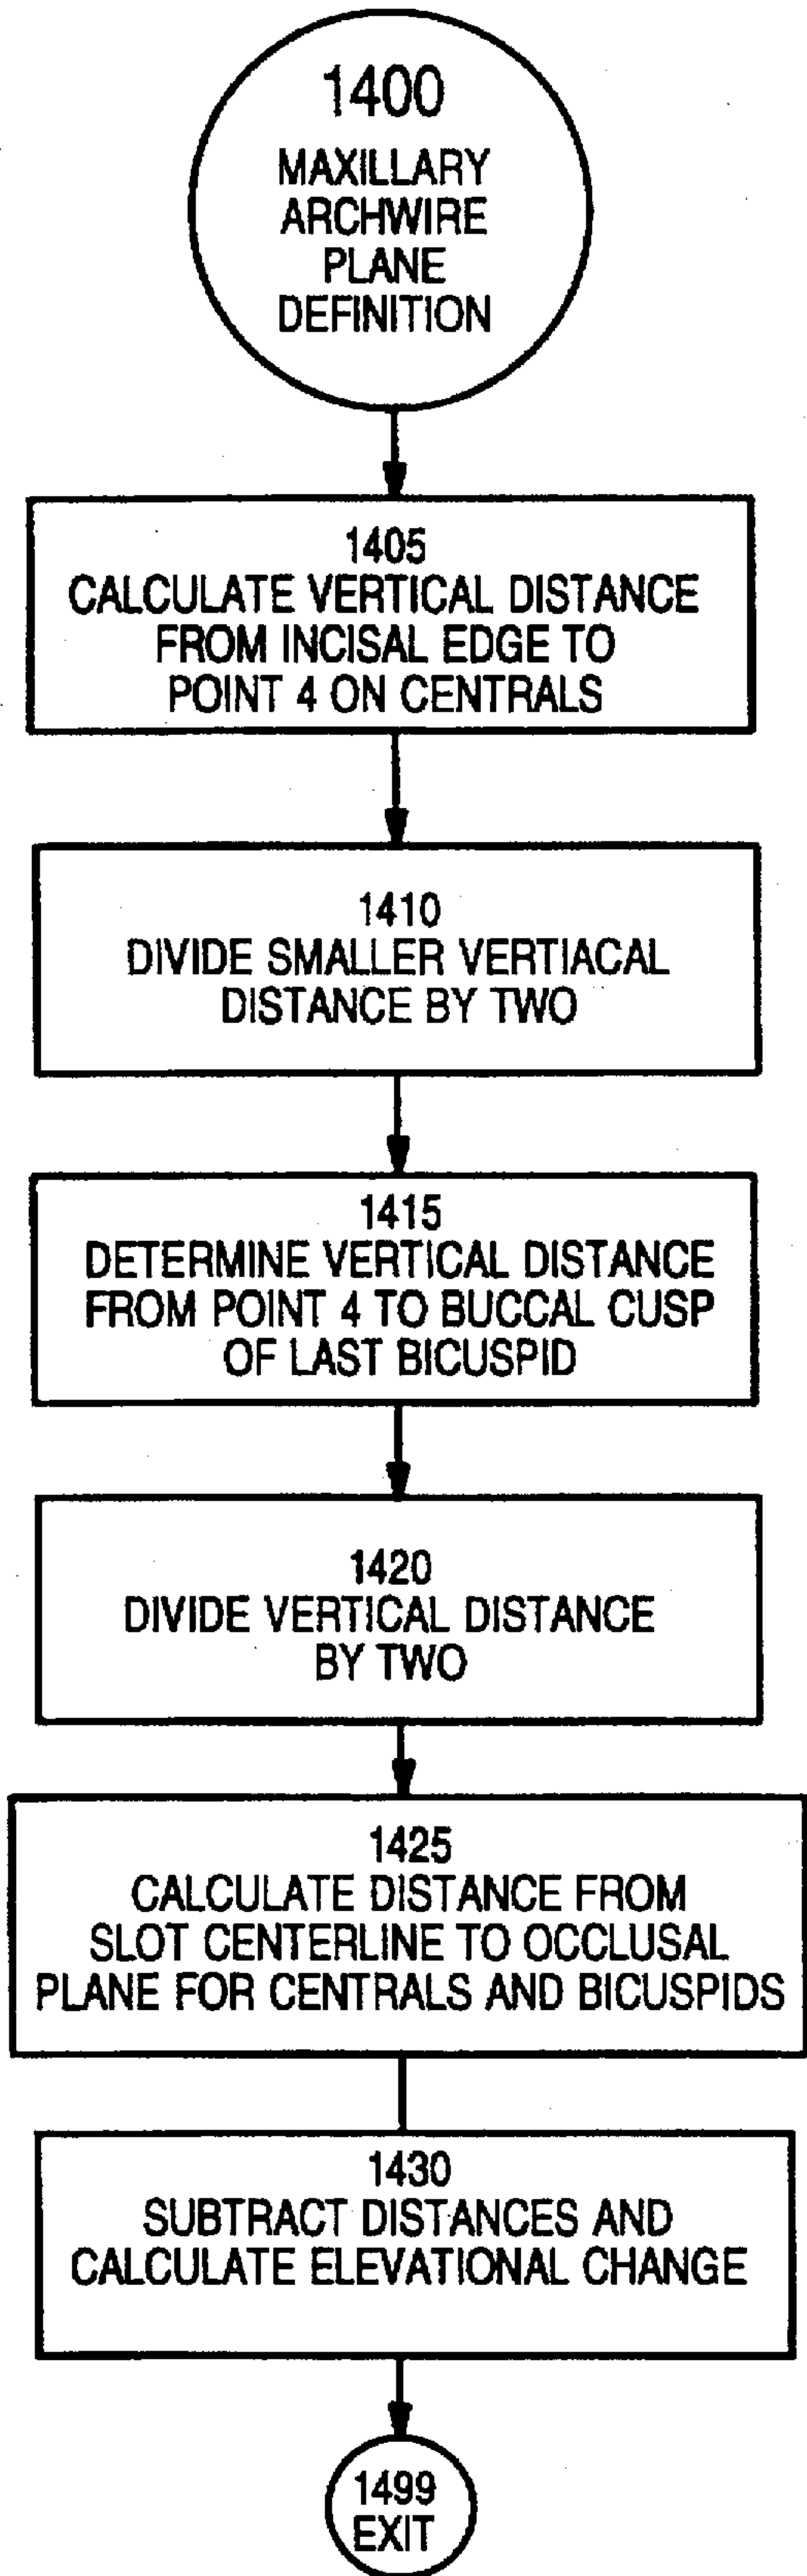 1400
MAXILLARY
ARCHWIRE
PLANE
DEFINITION
1405
CALCULATE VERTICAL DISTANCE
FROM INCISAL EDGE TO
POINT 4 ON CENTRALS
1410
DIVIDE SMALLER VERTIACAL
DISTANCE BY TWO
1415
DETERMINE VERTICAL DISTANCE
FROM POINT 4 TO BUCCAL CUSP
OF LAST BICUSPID
1420
DIVIDE VERTICAL DISTANCE
BY TWO
1425
CALCULATE DISTANCE FROM
SLOT CENTERLINE TO OCCLUSAL
PLANE FOR CENTRALS AND BICUSPIDS
1430
SUBTRACT DISTANCES AND
CALCULATE ELEVATIONAL CHANGE
1499
EXIT